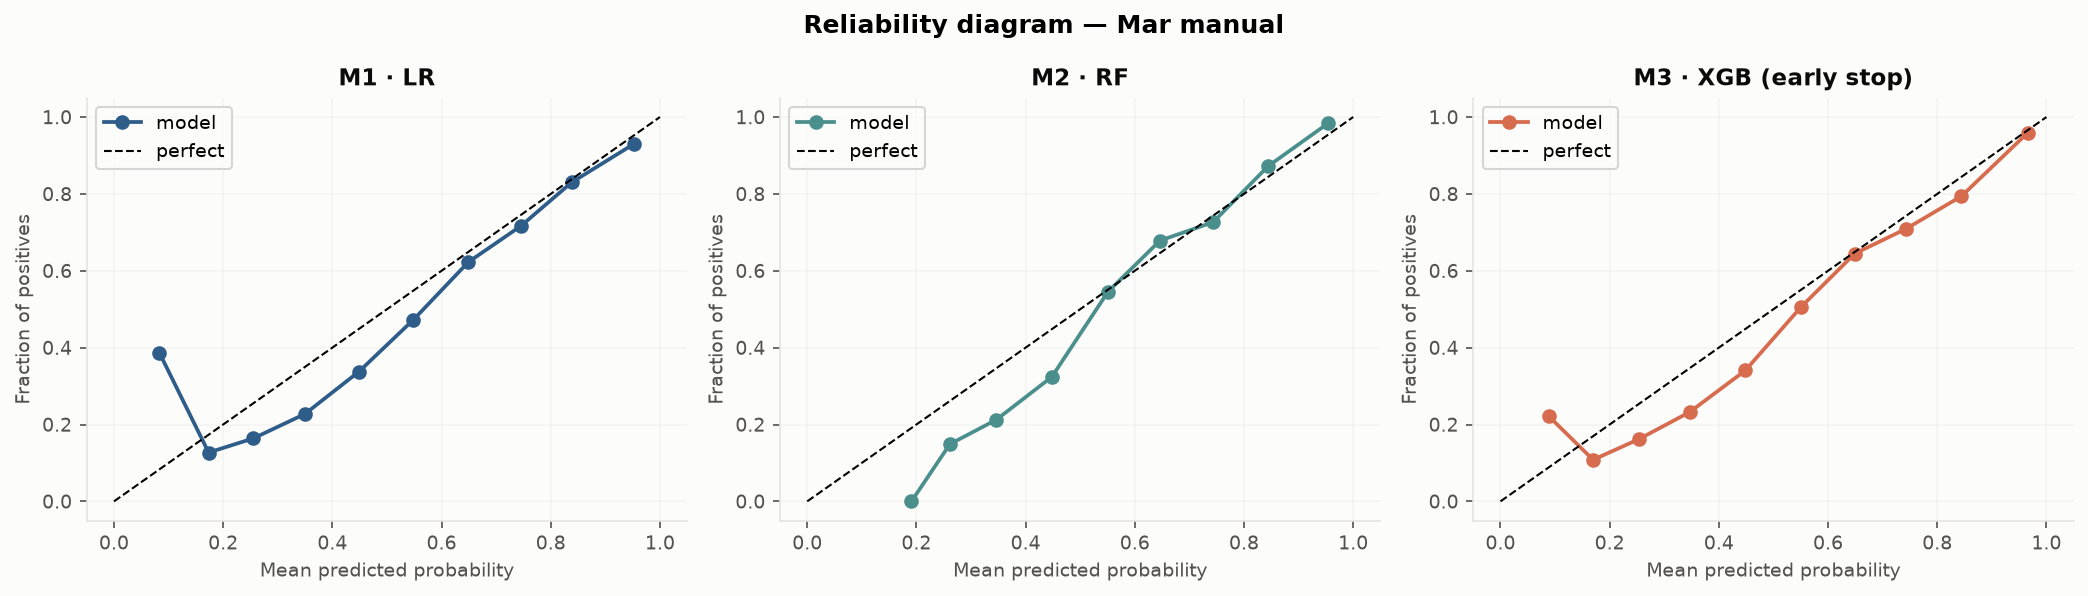 Reliability diagram — Mar manual
M1 · LR
model
perfect
1.0
0.8
0.6
0.4
0.2
0.0
Fraction of positives
0.0 0.2 0.4 0.6 0.8 1.0
Mean predicted probability
M2 · RF
model
perfect
1.0
0.8
0.6
0.4
0.2
0.0
Fraction of positives
0.0 0.2 0.4 0.6 0.8 1.0
Mean predicted probability
M3 · XGB (early stop)
model
perfect
1.0
0.8
0.6
0.4
0.2
0.0
Fraction of positives
0.0 0.2 0.4 0.6 0.8 1.0
Mean predicted probability